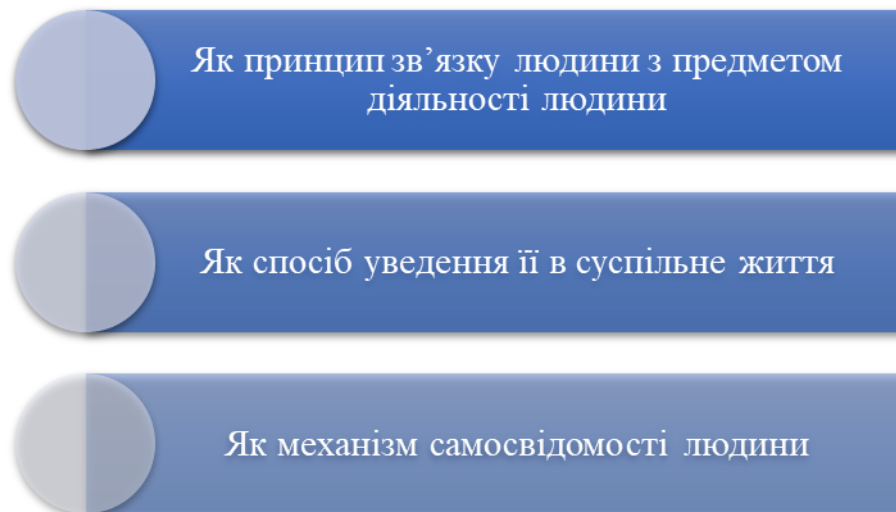 Як принцип зв’язку людини з предметом
діяльності людини
Як спосіб уведення її в суспільне життя
Як механізм самосвідомості людини